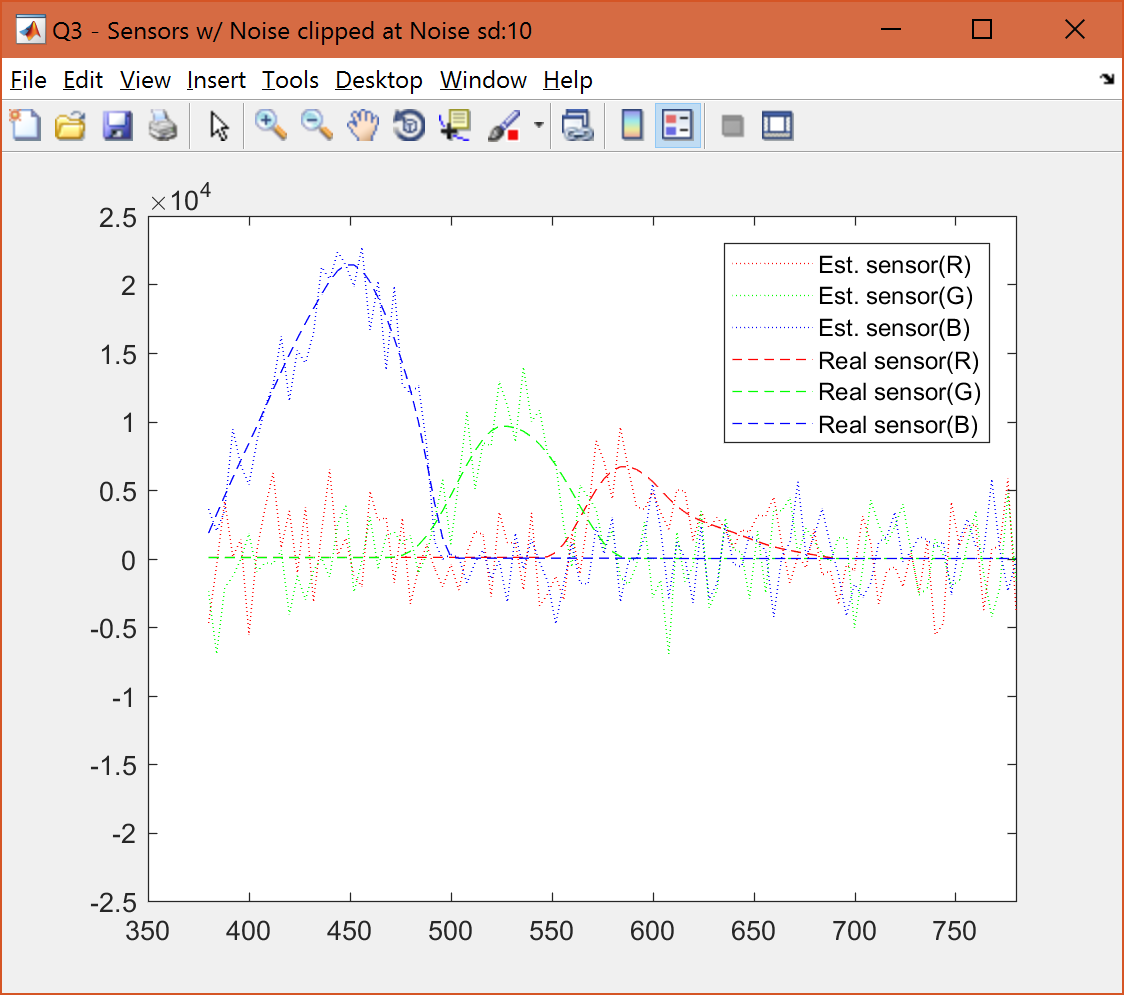 Q3 - Sensors w/ Noise clipped at Noise sd:10
File Edit View Insert Tools Desktop Window Help
×10^4
2.5
2
1.5
1
0.5
0
-0.5
-1
-1.5
-2
-2.5
350 400 450 500 550 600 650 700 750
Est. sensor(R)
Est. sensor(G)
Est. sensor(B)
Real sensor(R)
Real sensor(G)
Real sensor(B)